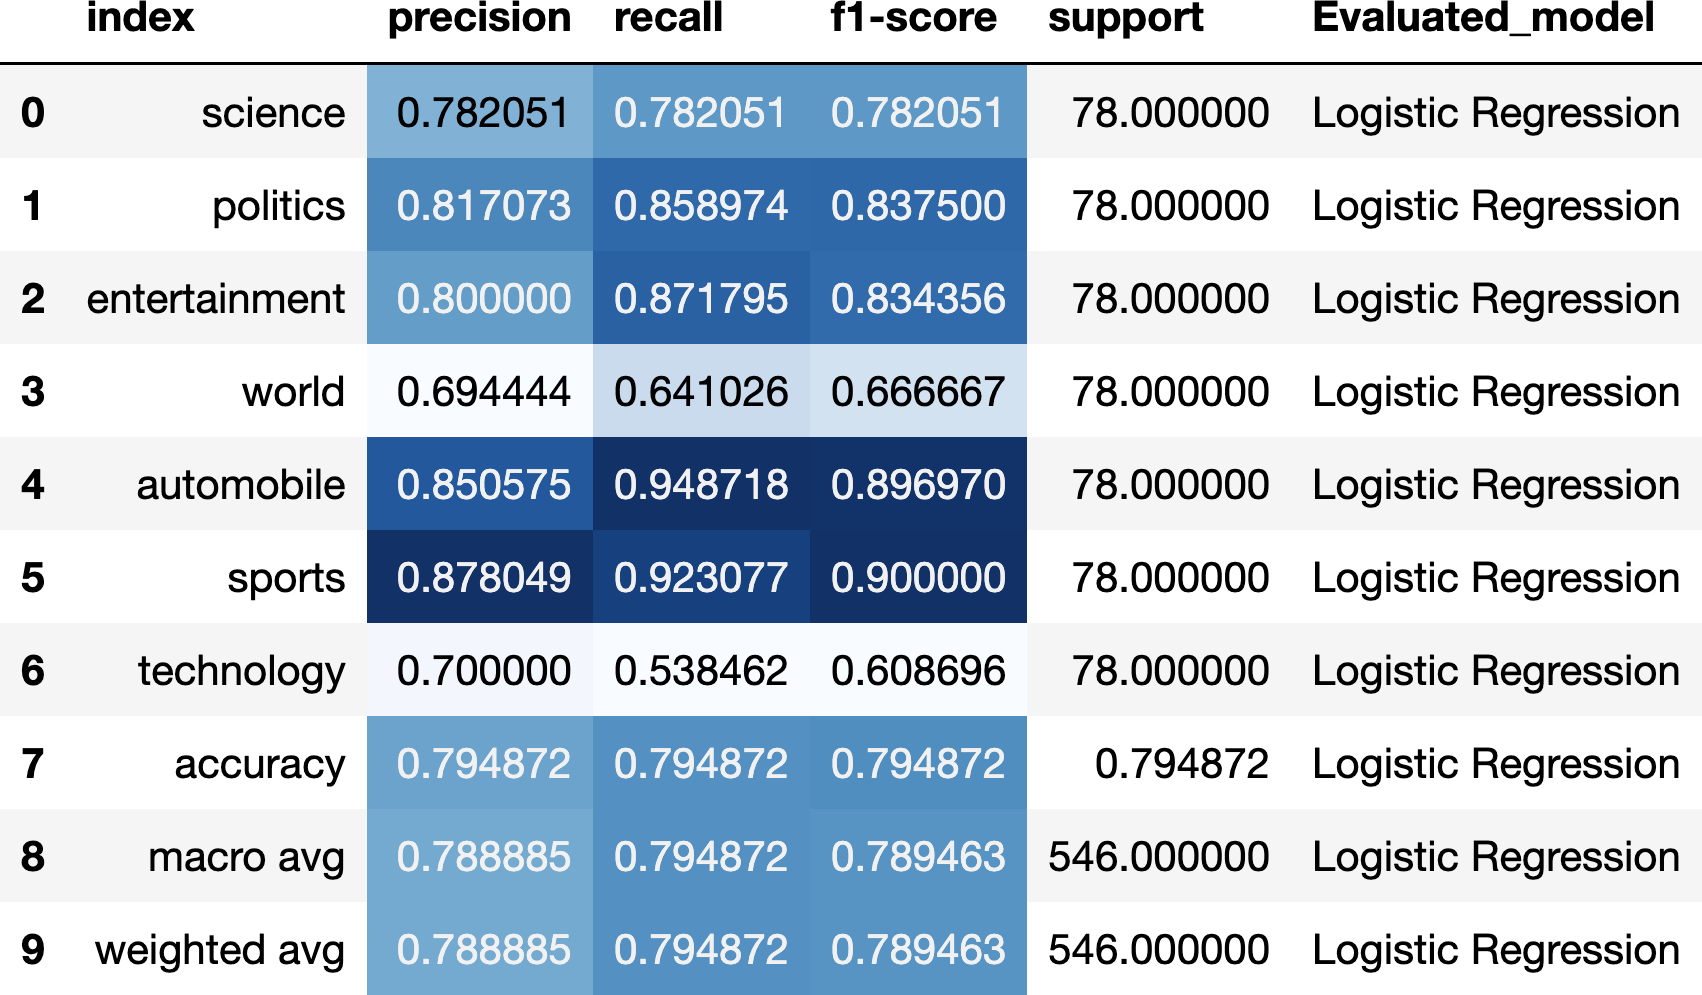 index precision recall f1-score support Evaluated_model
0 science 0.782051 0.782051 0.782051 78.000000 Logistic Regression
1 politics 0.817073 0.858974 0.837500 78.000000 Logistic Regression
2 entertainment 0.800000 0.871795 0.834356 78.000000 Logistic Regression
3 world 0.694444 0.641026 0.666667 78.000000 Logistic Regression
4 automobile 0.850575 0.948718 0.896970 78.000000 Logistic Regression
5 sports 0.878049 0.923077 0.900000 78.000000 Logistic Regression
6 technology 0.700000 0.538462 0.608696 78.000000 Logistic Regression
7 accuracy 0.794872 0.794872 0.794872 0.794872 Logistic Regression
8 macro avg 0.788885 0.794872 0.789463 546.000000 Logistic Regression
9 weighted avg 0.788885 0.794872 0.789463 546.000000 Logistic Regression